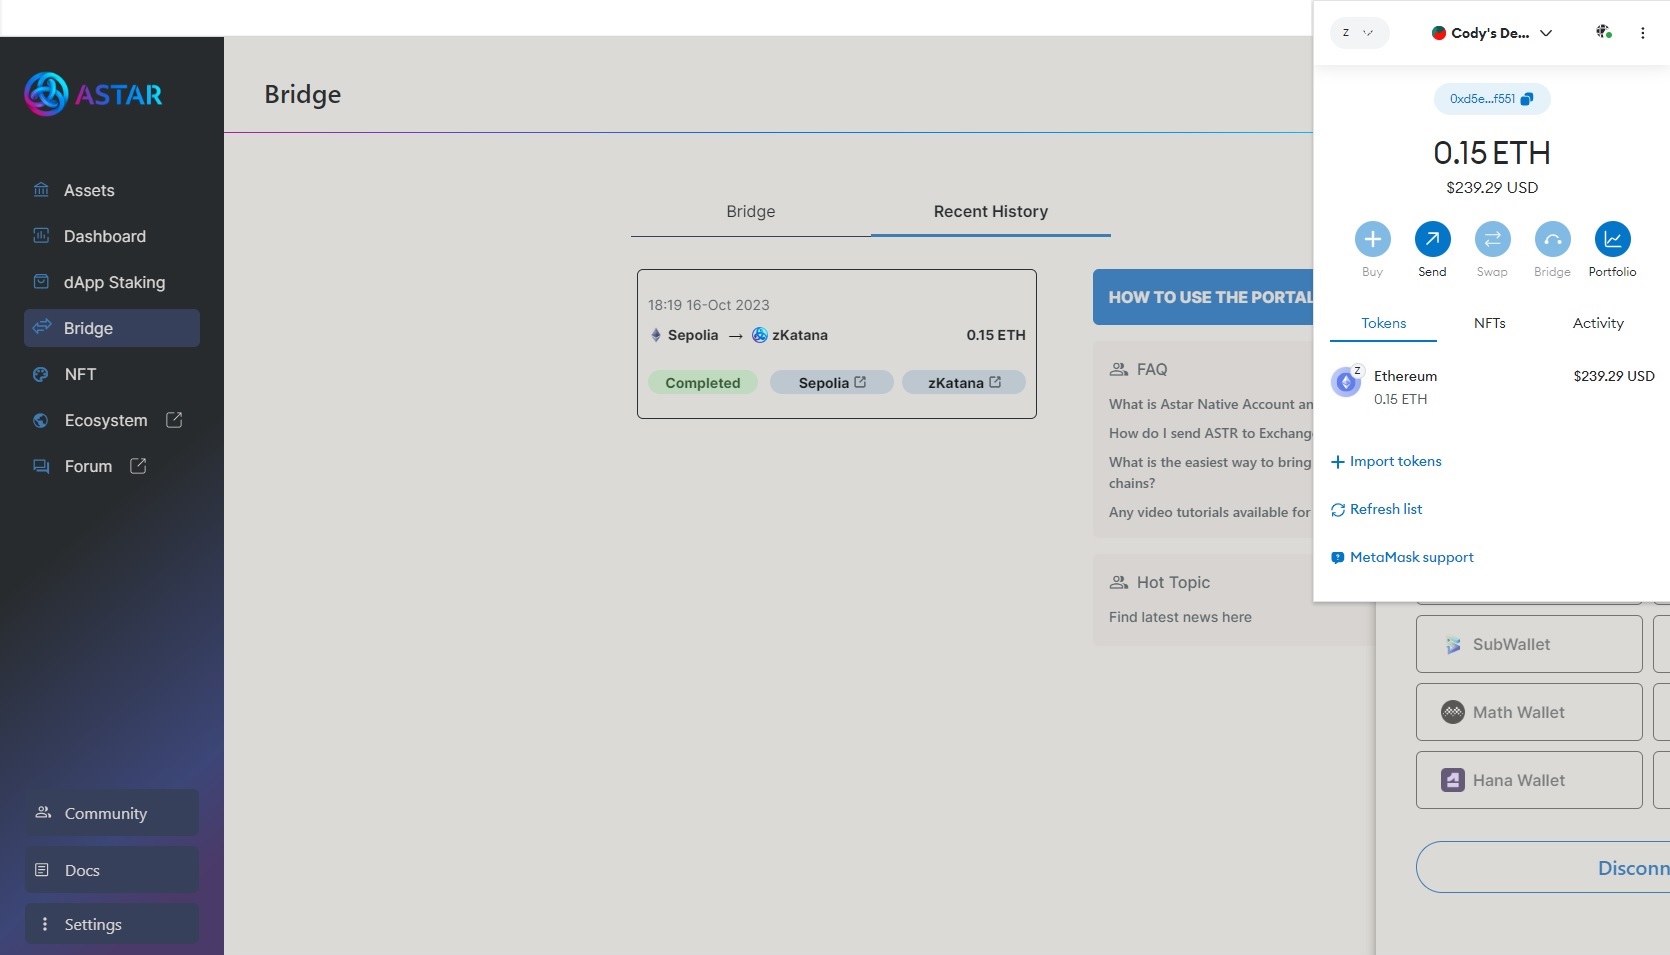 ASTAR
Assets
Dashboard
dApp Staking
Bridge
NFT
Ecosystem
Forum
Community
Docs
Settings
Bridge
Bridge
Recent History
18:19 16-Oct 2023
Sepolia → zKatana 0.15 ETH
Completed Sepolia zKatana
HOW TO USE THE PORTAL
FAQ
What is Astar Native Account an
How do I send ASTR to Exchang
What is the easiest way to bring
chains?
Any video tutorials available for
Hot Topic
Find latest news here
Z
Cody's De...
0xd5e...f551
0.15 ETH
$239.29 USD
Buy Send Swap Bridge Portfolio
Tokens NFTs Activity
Z
Ethereum $239.29 USD
0.15 ETH
Import tokens
Refresh list
MetaMask support
SubWallet
Math Wallet
Hana Wallet
Disconn